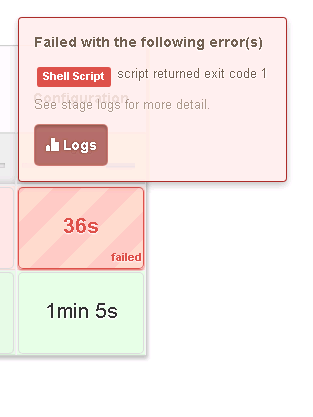 Failed with the following error(s)
Shell Script script returned exit code 1
Configuration
See stage logs for more detail.
Logs
36s
failed
1min 5s